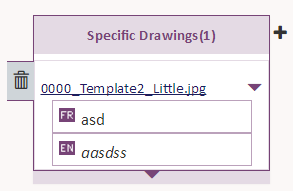 Specific Drawings(1)
0000_Template2_Little.jpg
FR asd
EN aasdss